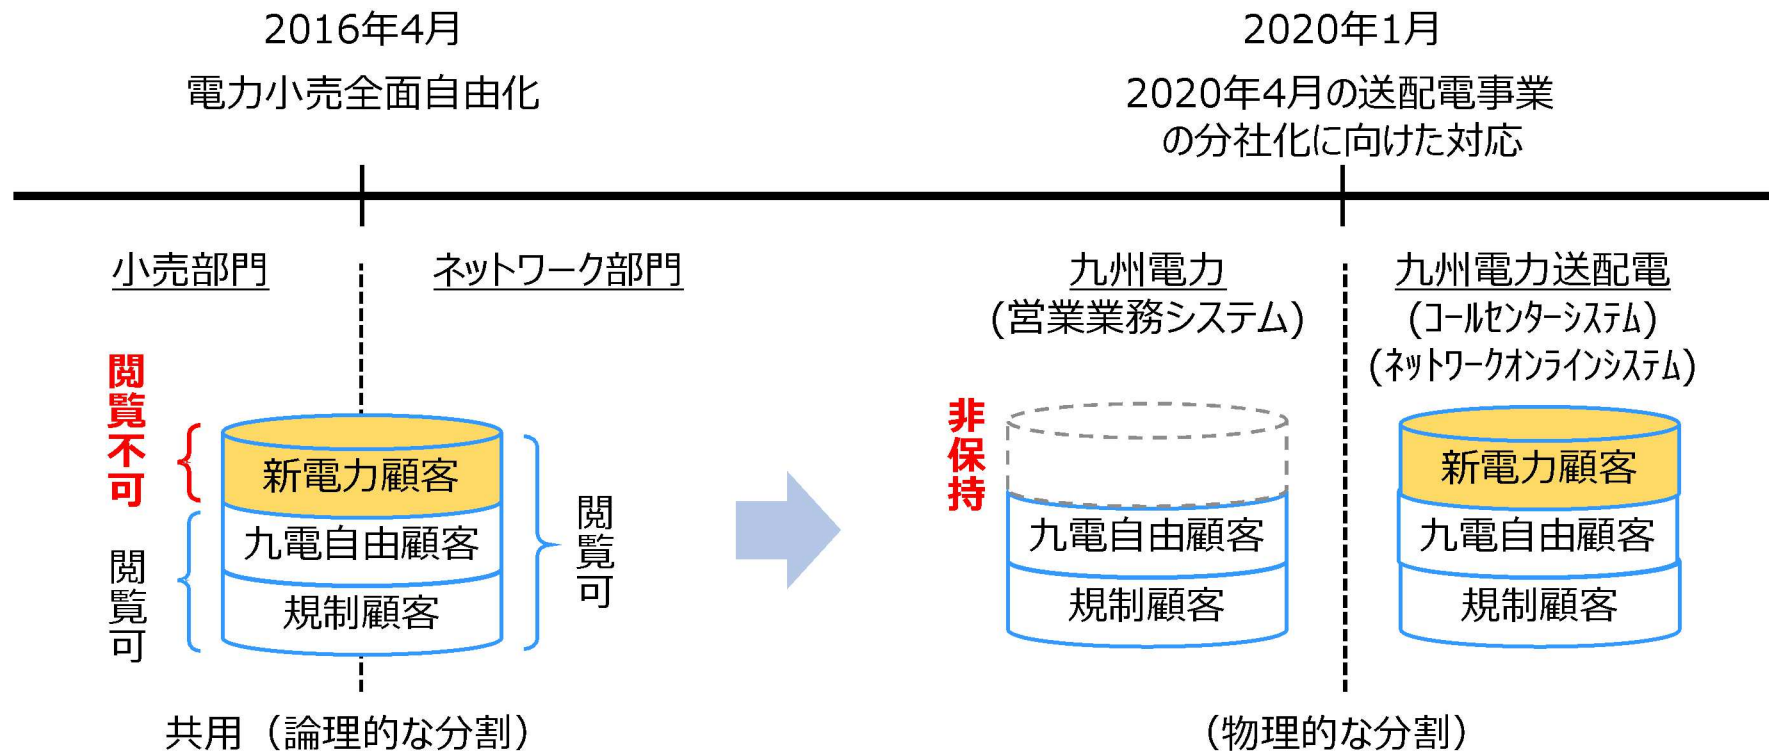 2016年4月
電力小売全面自由化
2020年1月
2020年4月の送配電事業
の分社化に向けた対応
小売部門
ネットワーク部門
閲覧不可
閲覧可
新電力顧客
九電自由顧客
規制顧客
閲覧可
共用（論理的な分割）
九州電力
(営業業務システム)
九州電力送配電
(コールセンターシステム)
(ネットワークオンラインシステム)
非保持
九電自由顧客
規制顧客
新電力顧客
九電自由顧客
規制顧客
（物理的な分割）